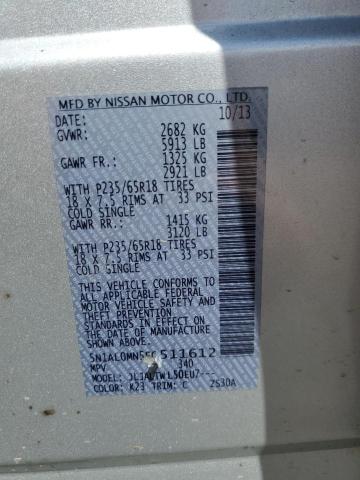 MFD BY NISSAN MOTOR CO., LTD.
DATE: 10/13
GVWR: 2682 KG
5913 LB
GAWR FR.: 1325 KG
2921 LB
WITH P235/65R18 TIRES
18 X 7.5 RIMS AT 33 PSI
COLD SINGLE
GAWR RR.: 1415 KG
3120 LB
WITH P235/65R18 TIRES
18 X 7.5 RIMS AT 33 PSI
COLD SINGLE
THIS VEHICLE CONFORMS TO ALL
APPLICABLE FEDERAL
MOTOR VEHICLE SAFETY
STANDARDS IN EFFECT
AND THEFT PREVENTION
MANUFACTURE SHOWN ABOVE.
511612
MPV 340
MODEL:
COLOR: K23 TRIM: C 2530A